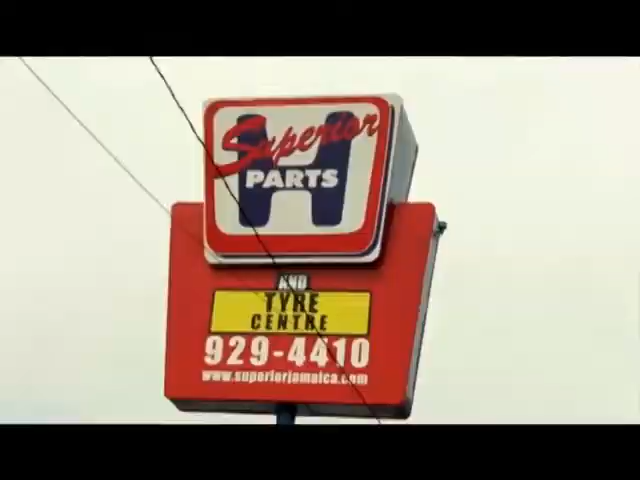 Superior
H
PARTS
AND
TYRE
CENTRE
929-4410
www.superiorjamaica.com